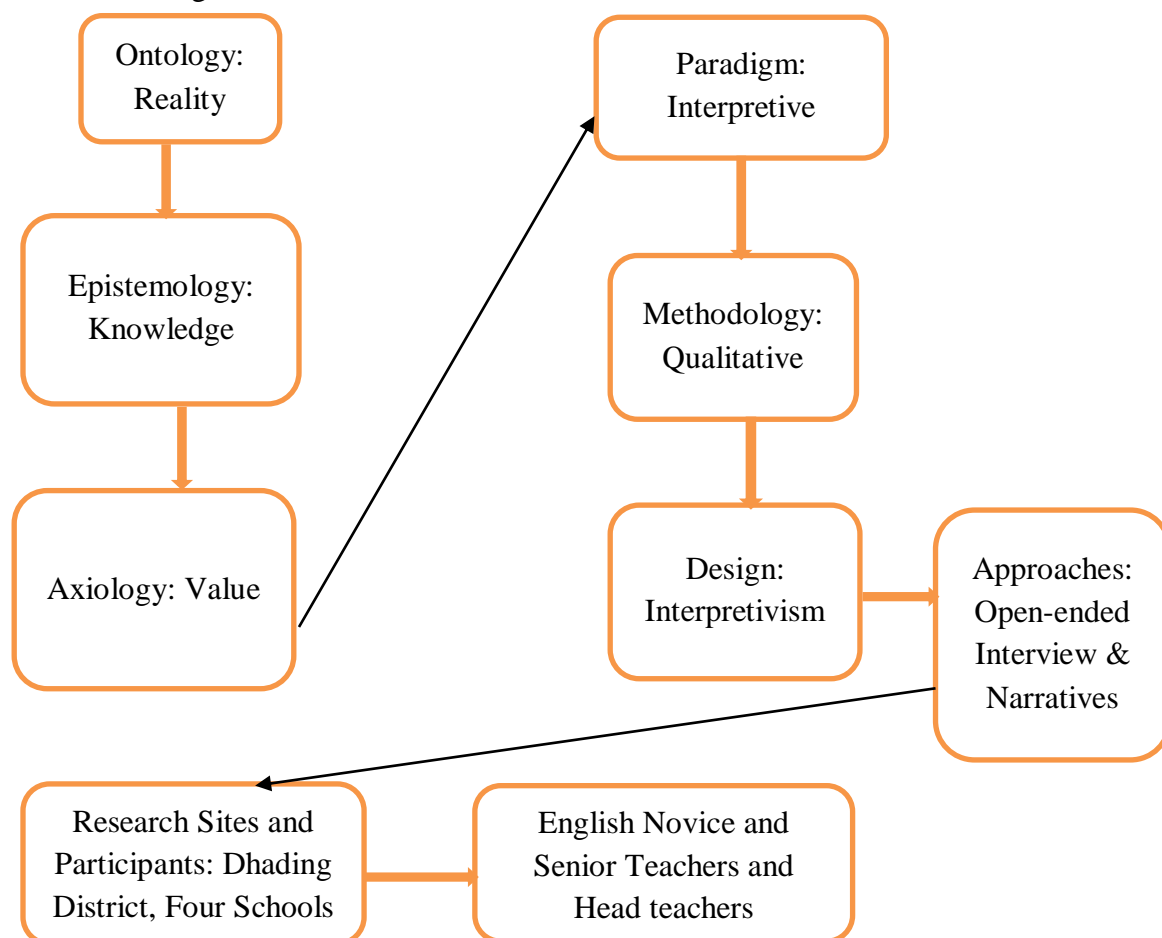 Ontology:
Reality
Epistemology:
Knowledge
Axiology: Value
Paradigm:
Interpretive
Methodology:
Qualitative
Design:
Interpretivism
Approaches:
Open-ended
Interview &
Narratives
Research Sites and
Participants: Dhading
District, Four Schools
English Novice and
Senior Teachers and
Head teachers